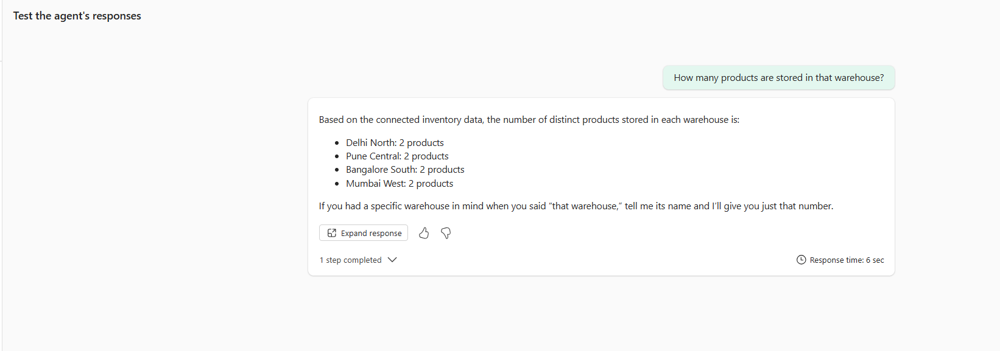 Test the agent's responses
How many products are stored in that warehouse?
Based on the connected inventory data, the number of distinct products stored in each warehouse is:
• Delhi North: 2 products
• Pune Central: 2 products
• Bangalore South: 2 products
• Mumbai West: 2 products
If you had a specific warehouse in mind when you said “that warehouse,” tell me its name and I’ll give you just that number.
Expand response
1 step completed
Response time: 6 sec